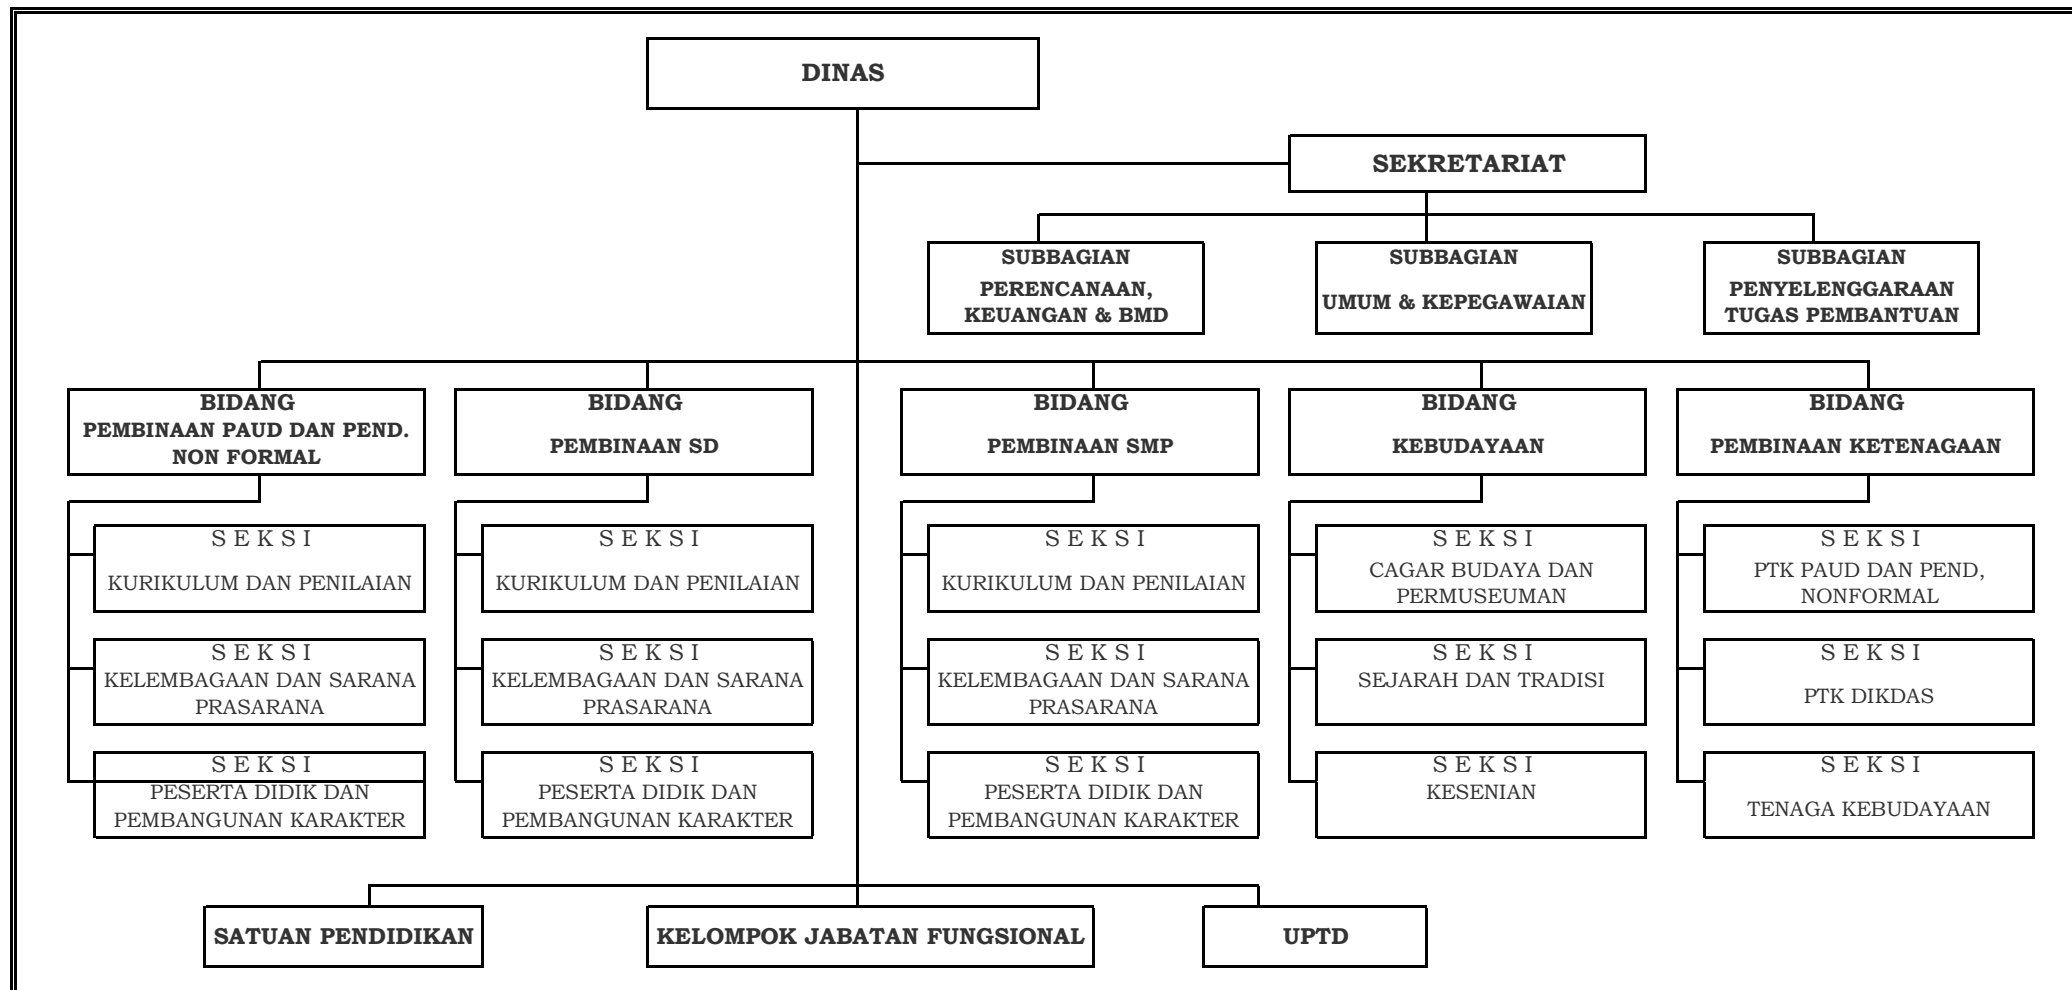 DINAS
SEKRETARIAT
SUBBAGIAN
PERENCANAAN,
KEUANGAN & BMD
SUBBAGIAN
UMUM & KEPEGAWAIAN
SUBBAGIAN
PENYELENGGARAAN
TUGAS PEMBANTUAN
BIDANG
PEMBINAAN PAUD DAN PEND.
NON FORMAL
BIDANG
PEMBINAAN SD
BIDANG
PEMBINAAN SMP
BIDANG
KEBUDAYAAN
BIDANG
PEMBINAAN KETENAGAAN
S E K S I
KURIKULUM DAN PENILAIAN
S E K S I
KURIKULUM DAN PENILAIAN
S E K S I
KURIKULUM DAN PENILAIAN
S E K S I
CAGAR BUDAYA DAN
PERMUSEUMAN
S E K S I
PTK PAUD DAN PEND,
NONFORMAL
S E K S I
KELEMBAGAAN DAN SARANA
PRASARANA
S E K S I
KELEMBAGAAN DAN SARANA
PRASARANA
S E K S I
KELEMBAGAAN DAN SARANA
PRASARANA
S E K S I
SEJARAH DAN TRADISI
S E K S I
PTK DIKDAS
S E K S I
PESERTA DIDIK DAN
PEMBANGUNAN KARAKTER
S E K S I
PESERTA DIDIK DAN
PEMBANGUNAN KARAKTER
S E K S I
PESERTA DIDIK DAN
PEMBANGUNAN KARAKTER
S E K S I
KESENIAN
S E K S I
TENAGA KEBUDAYAAN
SATUAN PENDIDIKAN
KELOMPOK JABATAN FUNGSIONAL
UPTD